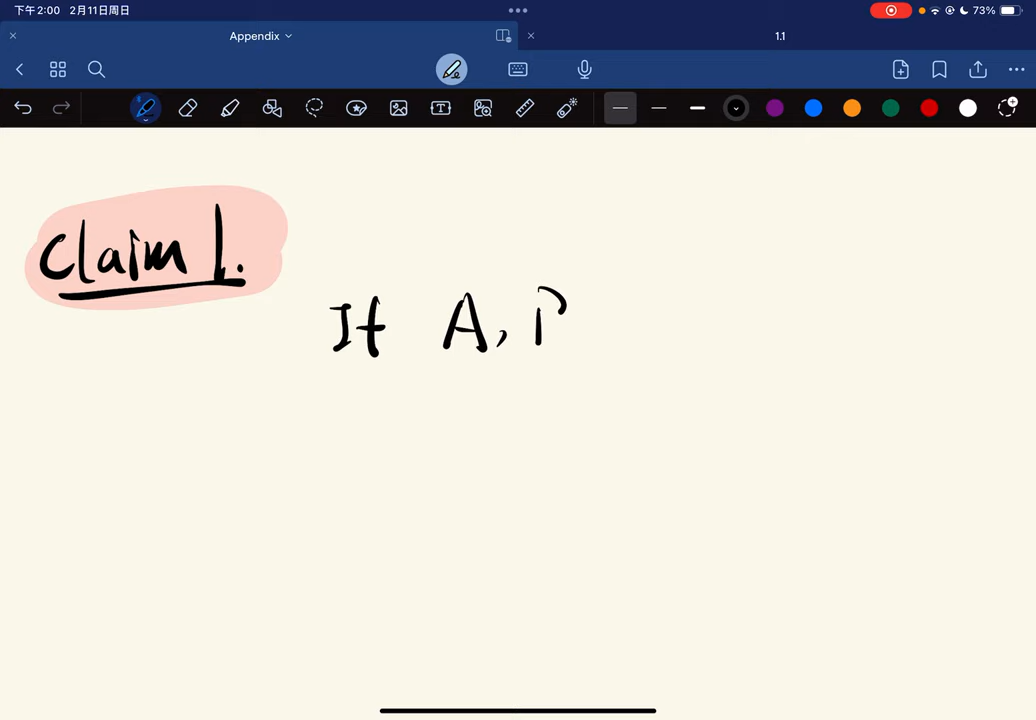 下午2:00 2月11日周日 73%
Appendix 1.1
Claim 1.
If A, P